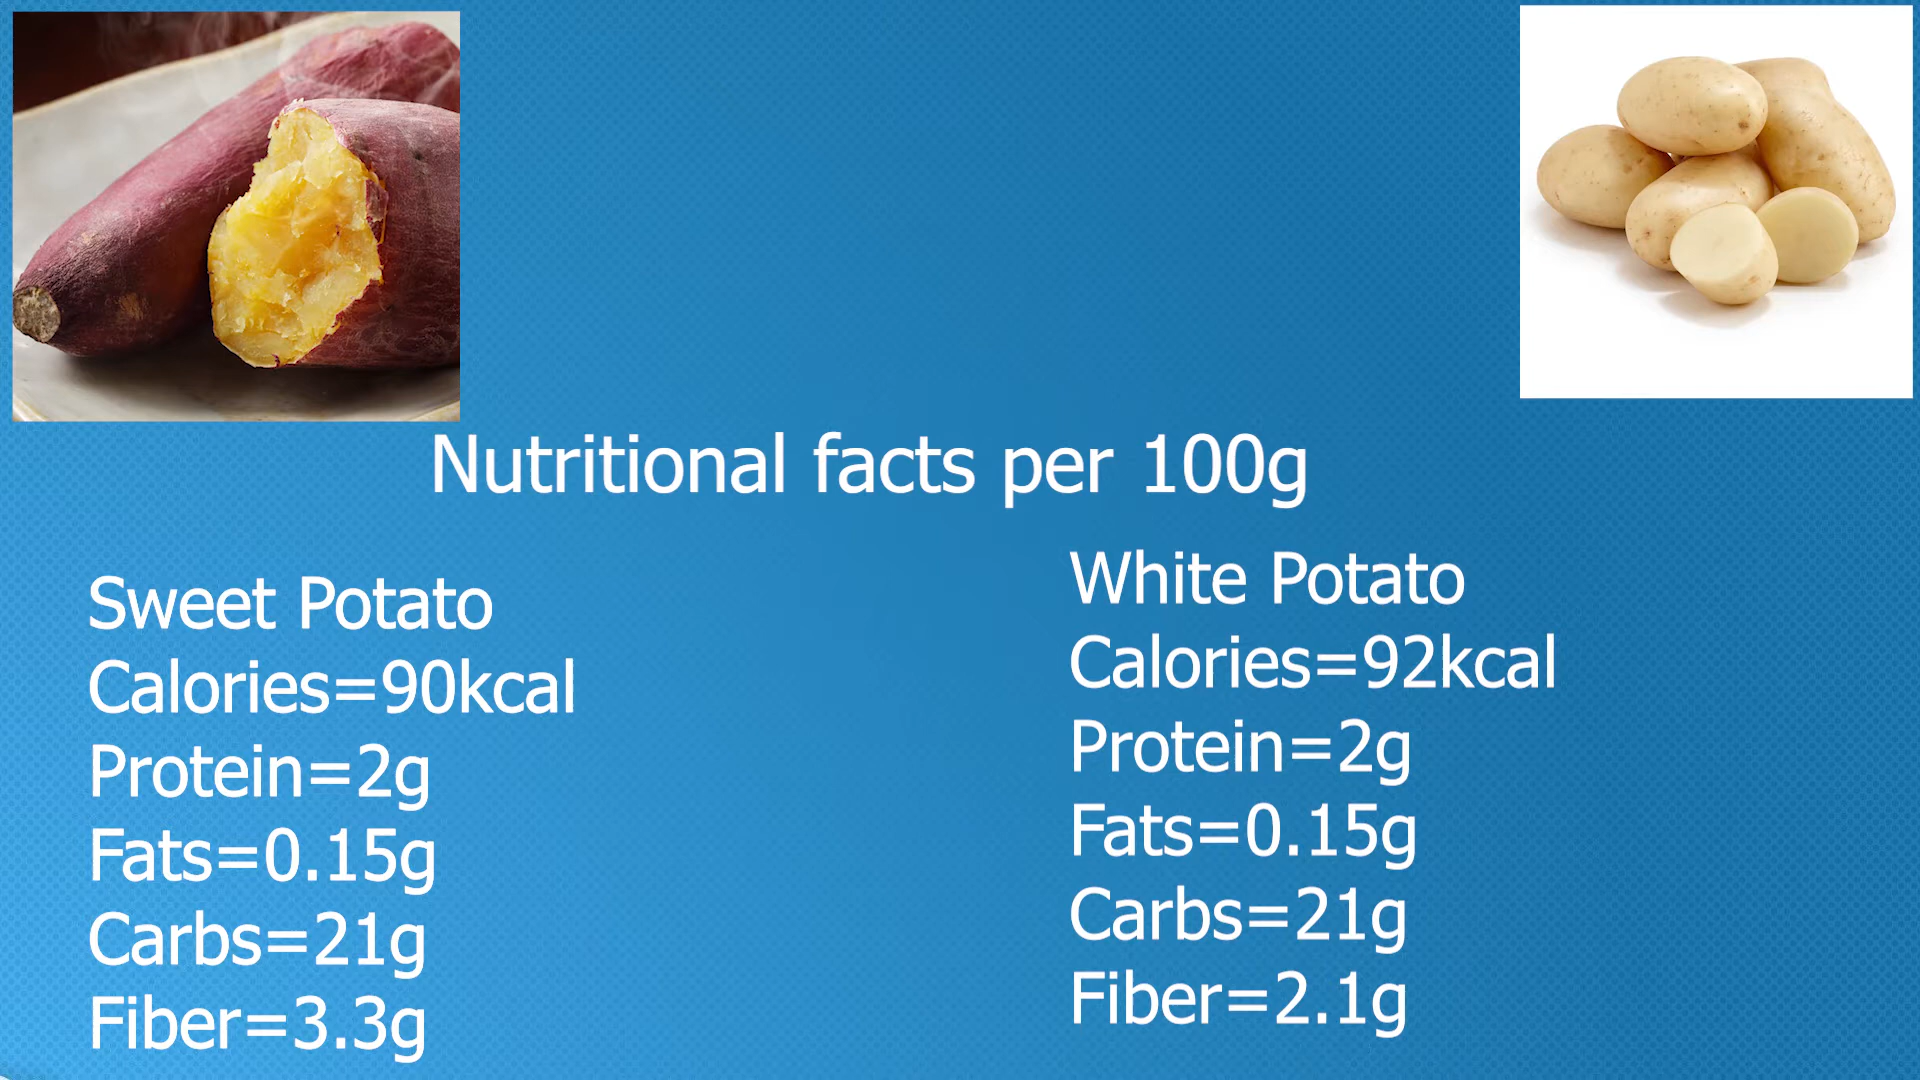 Nutritional facts per 100g
Sweet Potato
Calories=90kcal
Protein=2g
Fats=0.15g
Carbs=21g
Fiber=3.3g
White Potato
Calories=92kcal
Protein=2g
Fats=0.15g
Carbs=21g
Fiber=2.1g